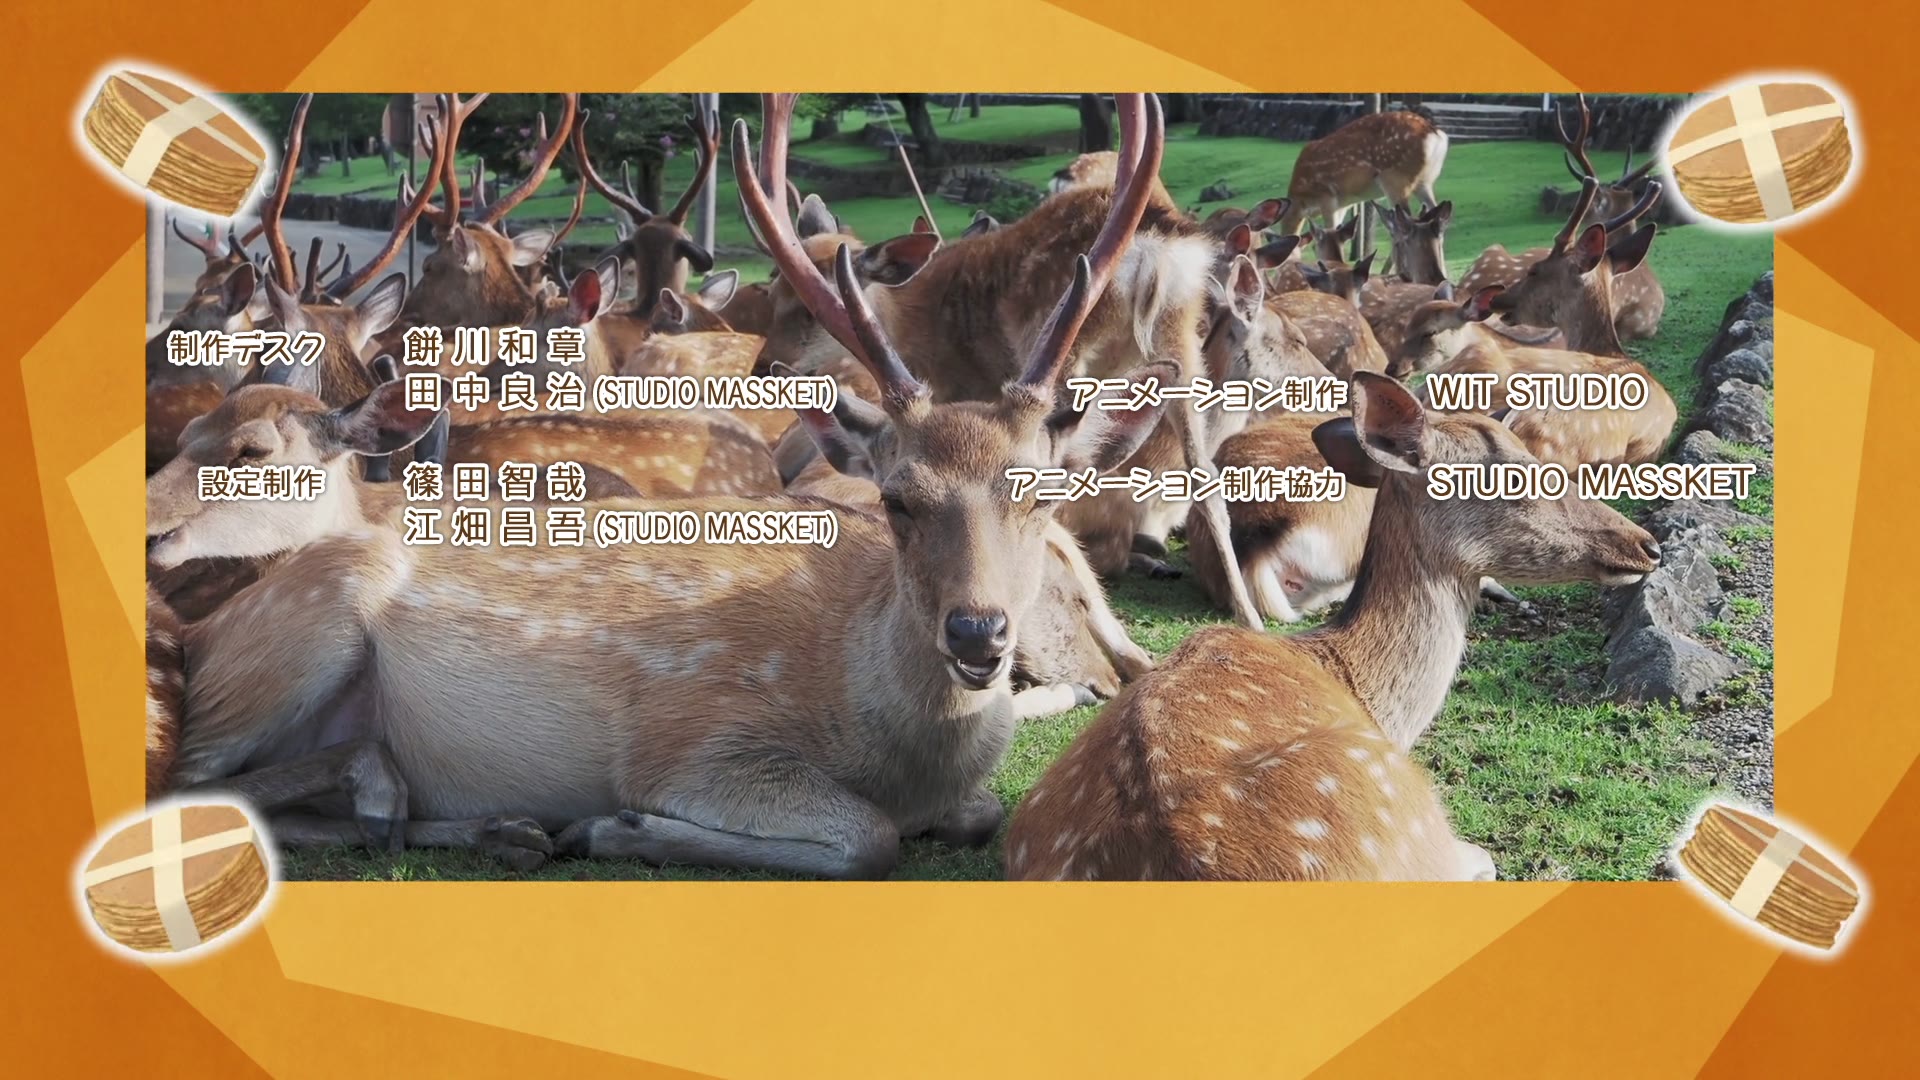 制作デスク 餅川和章
田中良治(STUDIO MASSKET)
設定制作 篠田智哉
江畑昌吾(STUDIO MASSKET)
アニメーション制作 WIT STUDIO
アニメーション制作協力 STUDIO MASSKET